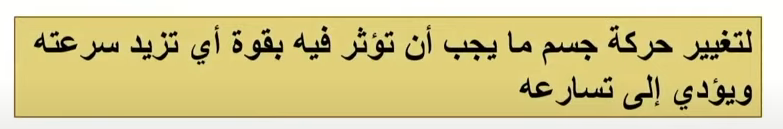 لتغيير حركة جسم ما يجب أن تؤثر فيه بقوة أي تزيد سرعته
ويؤدي إلى تسارعه